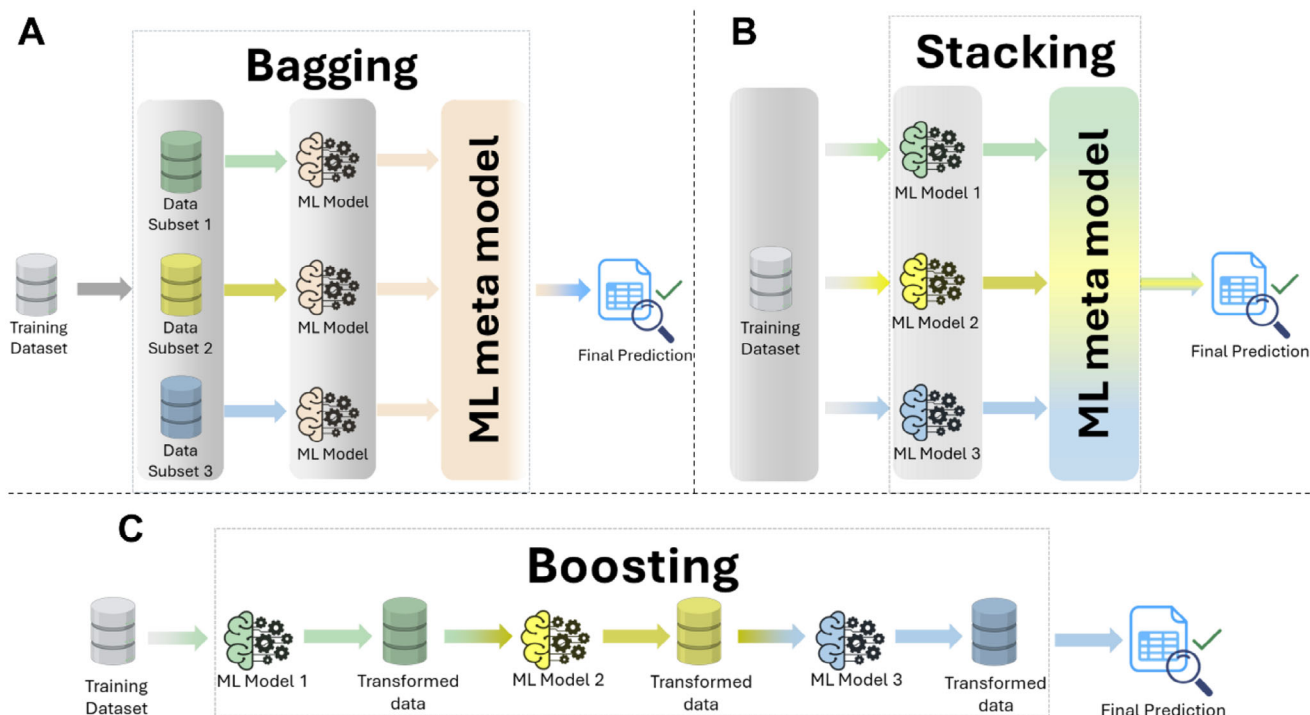 A
Bagging
Training
Dataset
Data
Subset 1
Data
Subset 2
Data
Subset 3
ML Model
ML Model
ML Model
ML meta model
Final Prediction
B
Stacking
Training
Dataset
ML Model 1
ML Model 2
ML Model 3
ML meta model
Final Prediction
C
Boosting
Training
Dataset
ML Model 1
Transformed
data
ML Model 2
Transformed
data
ML Model 3
Transformed
data
Final Prediction